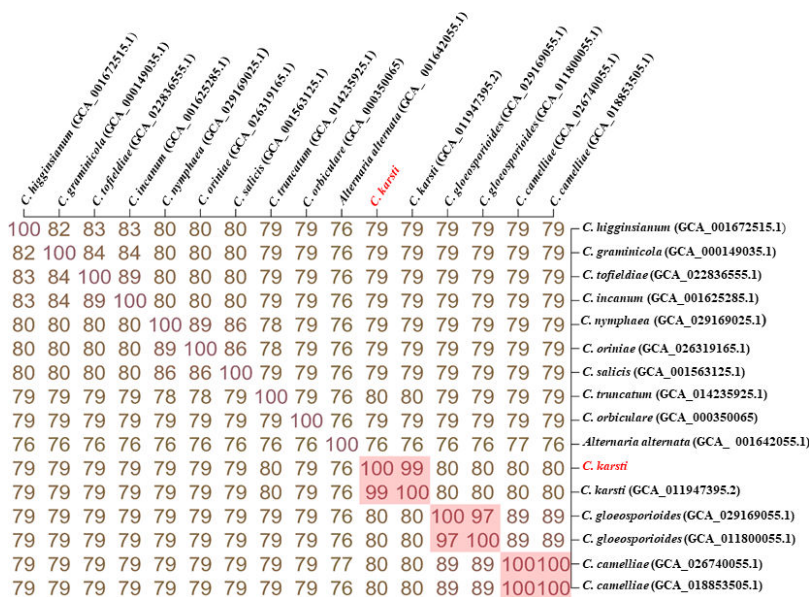 C. higginsianum (GCA_001672515.1)
C. graminicola (GCA_000149035.1)
C. tofieldiae (GCA_022836555.1)
C. incanum (GCA_001625285.1)
C. nymphaea (GCA_029169025.1)
C. oriniae (GCA_026319165.1)
C. salicis (GCA_001563125.1)
C. truncatum (GCA_014235925.1)
C. orbiculare (GCA_000350065)
Alternaria alternata (GCA_ 001642055.1)
C. karsti
C. karsti (GCA_011947395.2)
C. gloeosporioides (GCA_029169055.1)
C. gloeosporioides (GCA_011800055.1)
C. camelliae (GCA_026740055.1)
C. camelliae (GCA_018853505.1)
100 82 83 83 80 80 80 79 79 76 79 79 79 79 79 79 C. higginsianum (GCA_001672515.1)
82 100 84 84 80 80 80 79 79 76 79 79 79 79 79 79 C. graminicola (GCA_000149035.1)
83 84 100 89 80 80 80 79 79 76 79 79 79 79 79 79 C. tofieldiae (GCA_022836555.1)
83 84 89 100 80 80 80 79 79 76 79 79 79 79 79 79 C. incanum (GCA_001625285.1)
80 80 80 80 100 89 86 78 79 76 79 79 79 79 79 79 C. nymphaea (GCA_029169025.1)
80 80 80 80 89 100 86 78 79 76 79 79 79 79 79 79 C. oriniae (GCA_026319165.1)
80 80 80 80 86 86 100 79 79 76 79 79 79 79 79 79 C. salicis (GCA_001563125.1)
79 79 79 79 78 78 79 100 79 76 80 80 79 79 79 79 C. truncatum (GCA_014235925.1)
79 79 79 79 79 79 79 79 100 76 79 79 79 79 79 79 C. orbiculare (GCA_000350065)
76 76 76 76 76 76 76 76 76 100 76 76 76 76 77 76 Alternaria alternata (GCA_ 001642055.1)
79 79 79 79 79 79 79 80 79 76 100 99 80 80 80 80 C. karsti
79 79 79 79 79 79 79 80 79 76 99 100 80 80 80 80 C. karsti (GCA_011947395.2)
79 79 79 79 79 79 79 79 79 76 80 80 100 97 89 89 C. gloeosporioides (GCA_029169055.1)
79 79 79 79 79 79 79 79 79 76 80 80 97 100 89 89 C. gloeosporioides (GCA_011800055.1)
79 79 79 79 79 79 79 79 79 77 80 80 89 89 100 100 C. camelliae (GCA_026740055.1)
79 79 79 79 79 79 79 79 79 76 80 80 89 89 100 100 C. camelliae (GCA_018853505.1)